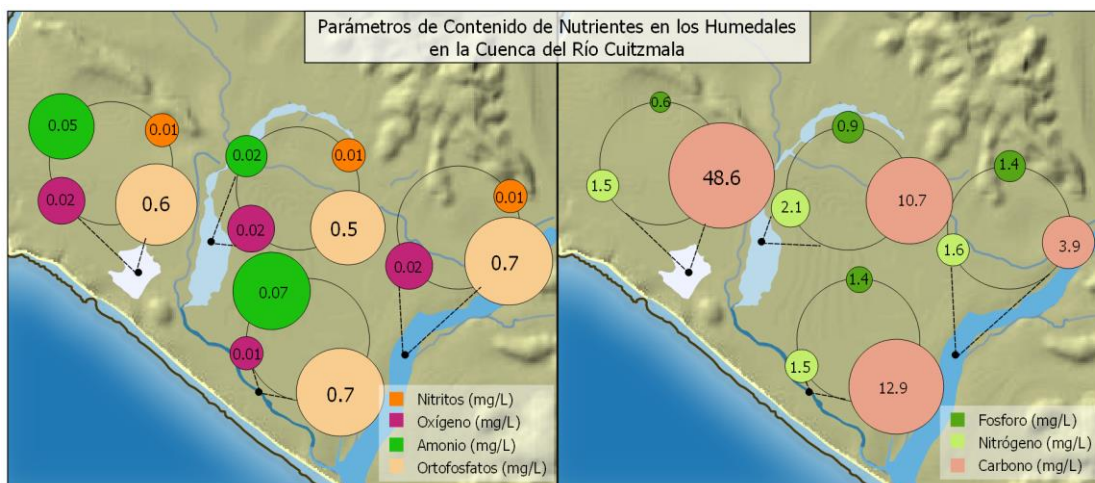 Parámetros de Contenido de Nutrientes en los Humedales
en la Cuenca del Río Cuitzmala
0.05
0.01
0.02
0.6
0.02
0.01
0.02
0.5
0.01
0.02
0.7
0.07
0.01
0.7
Nitritos (mg/L)
Oxígeno (mg/L)
Amonio (mg/L)
Ortofosfatos (mg/L)
0.6
1.5
48.6
0.9
2.1
10.7
1.4
1.6
3.9
1.4
1.5
12.9
Fosforo (mg/L)
Nitrógeno (mg/L)
Carbono (mg/L)